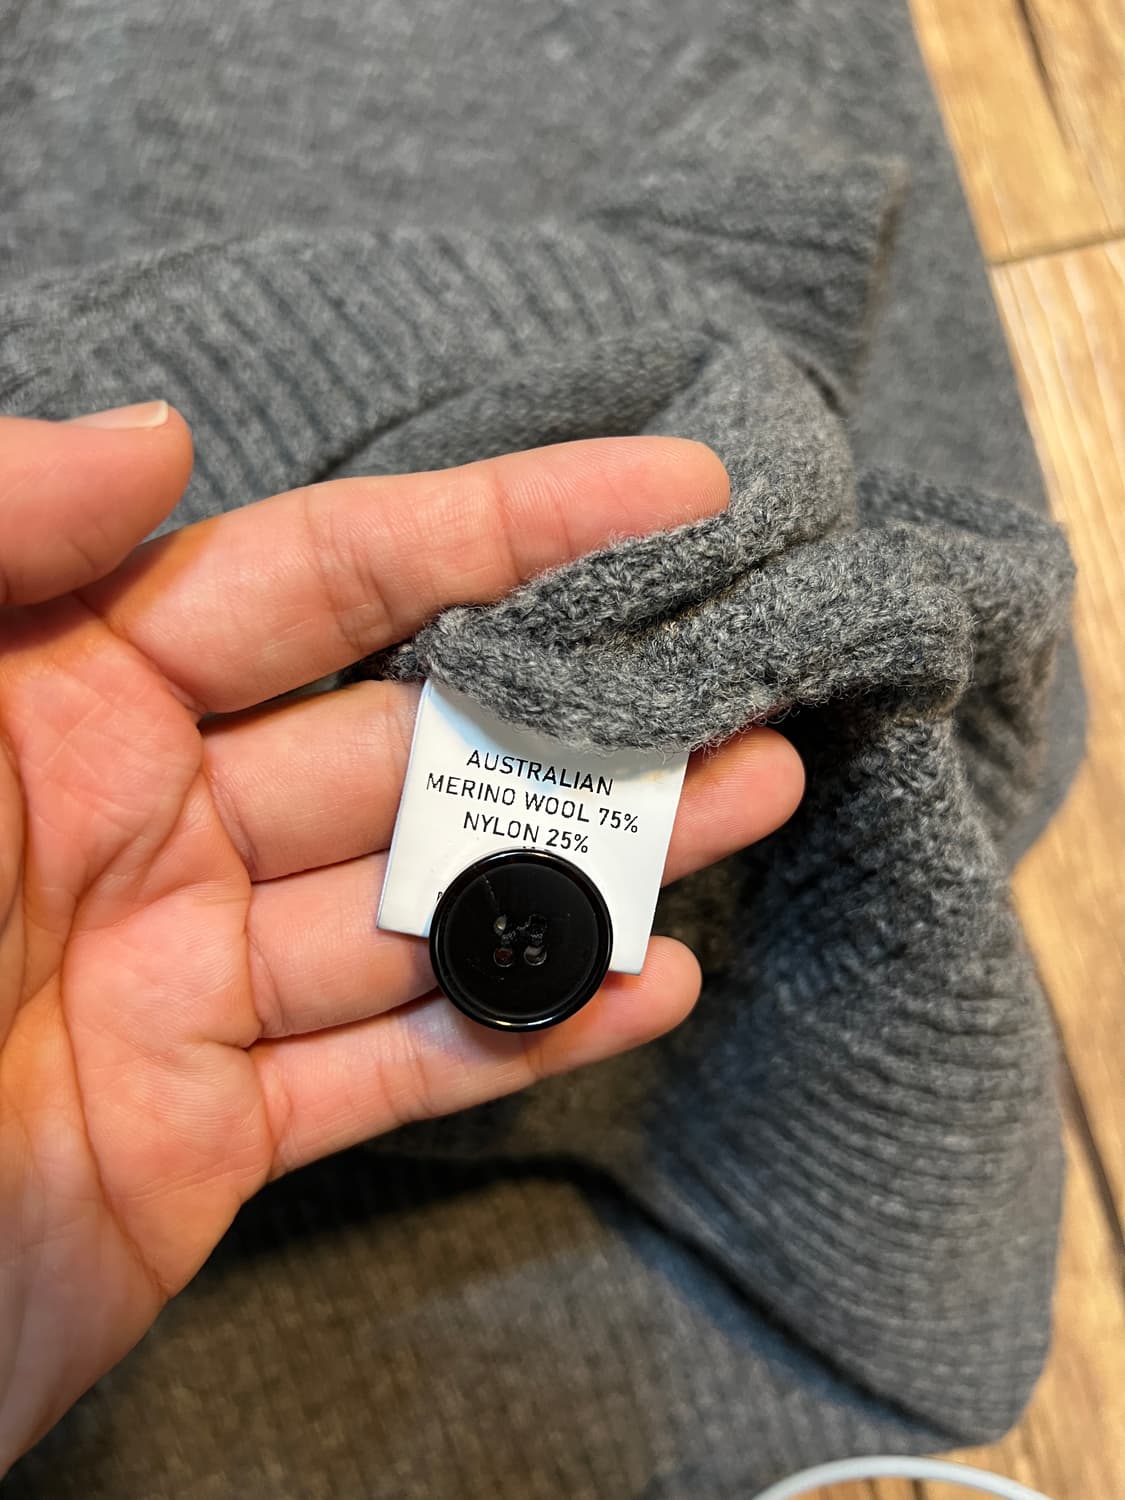 AUSTRALIAN
MERINO WOOL 75%
NYLON 25%